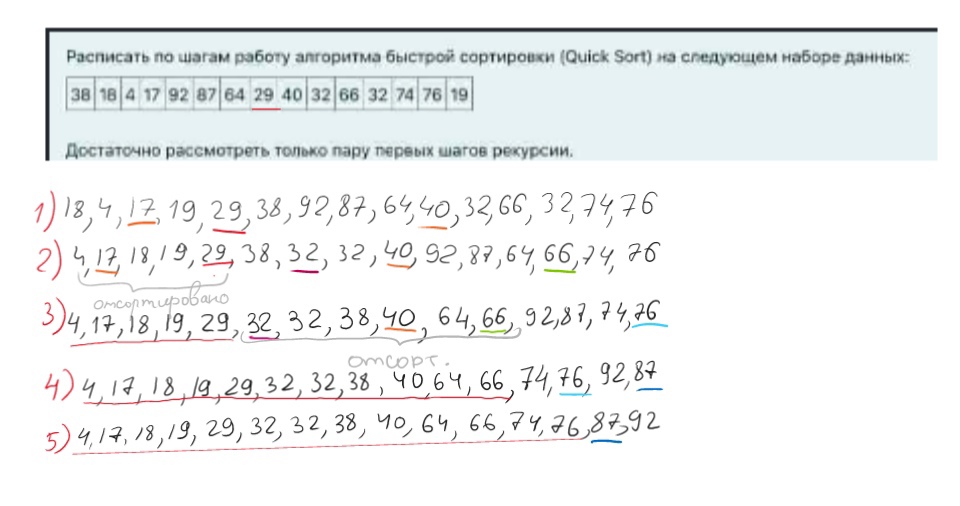 Расписать по шагам работу алгоритма быстрой сортировки (Quick Sort) на следующем наборе данных:
38 18 4 17 92 87 64 29 40 32 66 32 74 76 19
Достаточно рассмотреть только пару первых шагов рекурсии.
1) 18, 4, 17, 19, 29, 38, 92, 87, 64, 40, 32, 66, 32, 74, 76
2) 4, 17, 18, 19, 29, 38, 32, 32, 40, 92, 87, 64, 66, 74, 76
отсортировано
3) 4, 17, 18, 19, 29, 32, 32, 38, 40, 64, 66, 92, 87, 74, 76
отсорт.
4) 4, 17, 18, 19, 29, 32, 32, 38, 40, 64, 66, 74, 76, 92, 87
5) 4, 17, 18, 19, 29, 32, 32, 38, 40, 64, 66, 74, 76, 87, 92